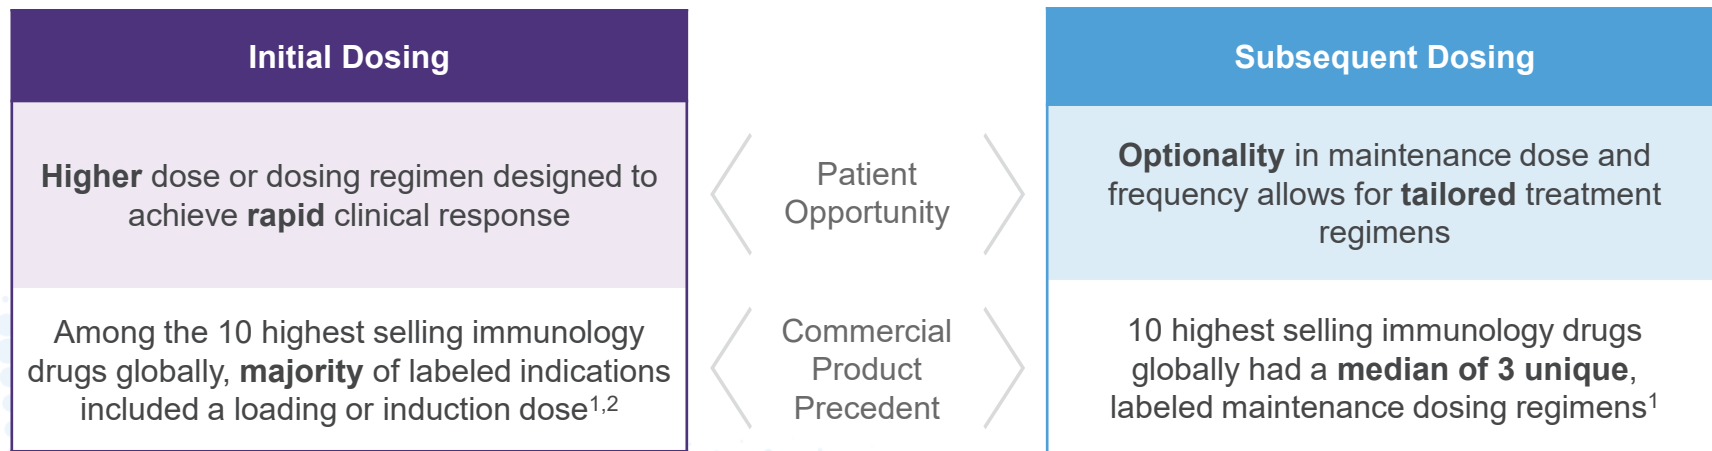 Initial Dosing
Higher dose or dosing regimen designed to
achieve rapid clinical response
Among the 10 highest selling immunology
drugs globally, majority of labeled indications
included a loading or induction dose1,2
Patient
Opportunity
Commercial
Product
Precedent
Subsequent Dosing
Optionality in maintenance dose and
frequency allows for tailored treatment
regimens
10 highest selling immunology drugs
globally had a median of 3 unique,
labeled maintenance dosing regimens1